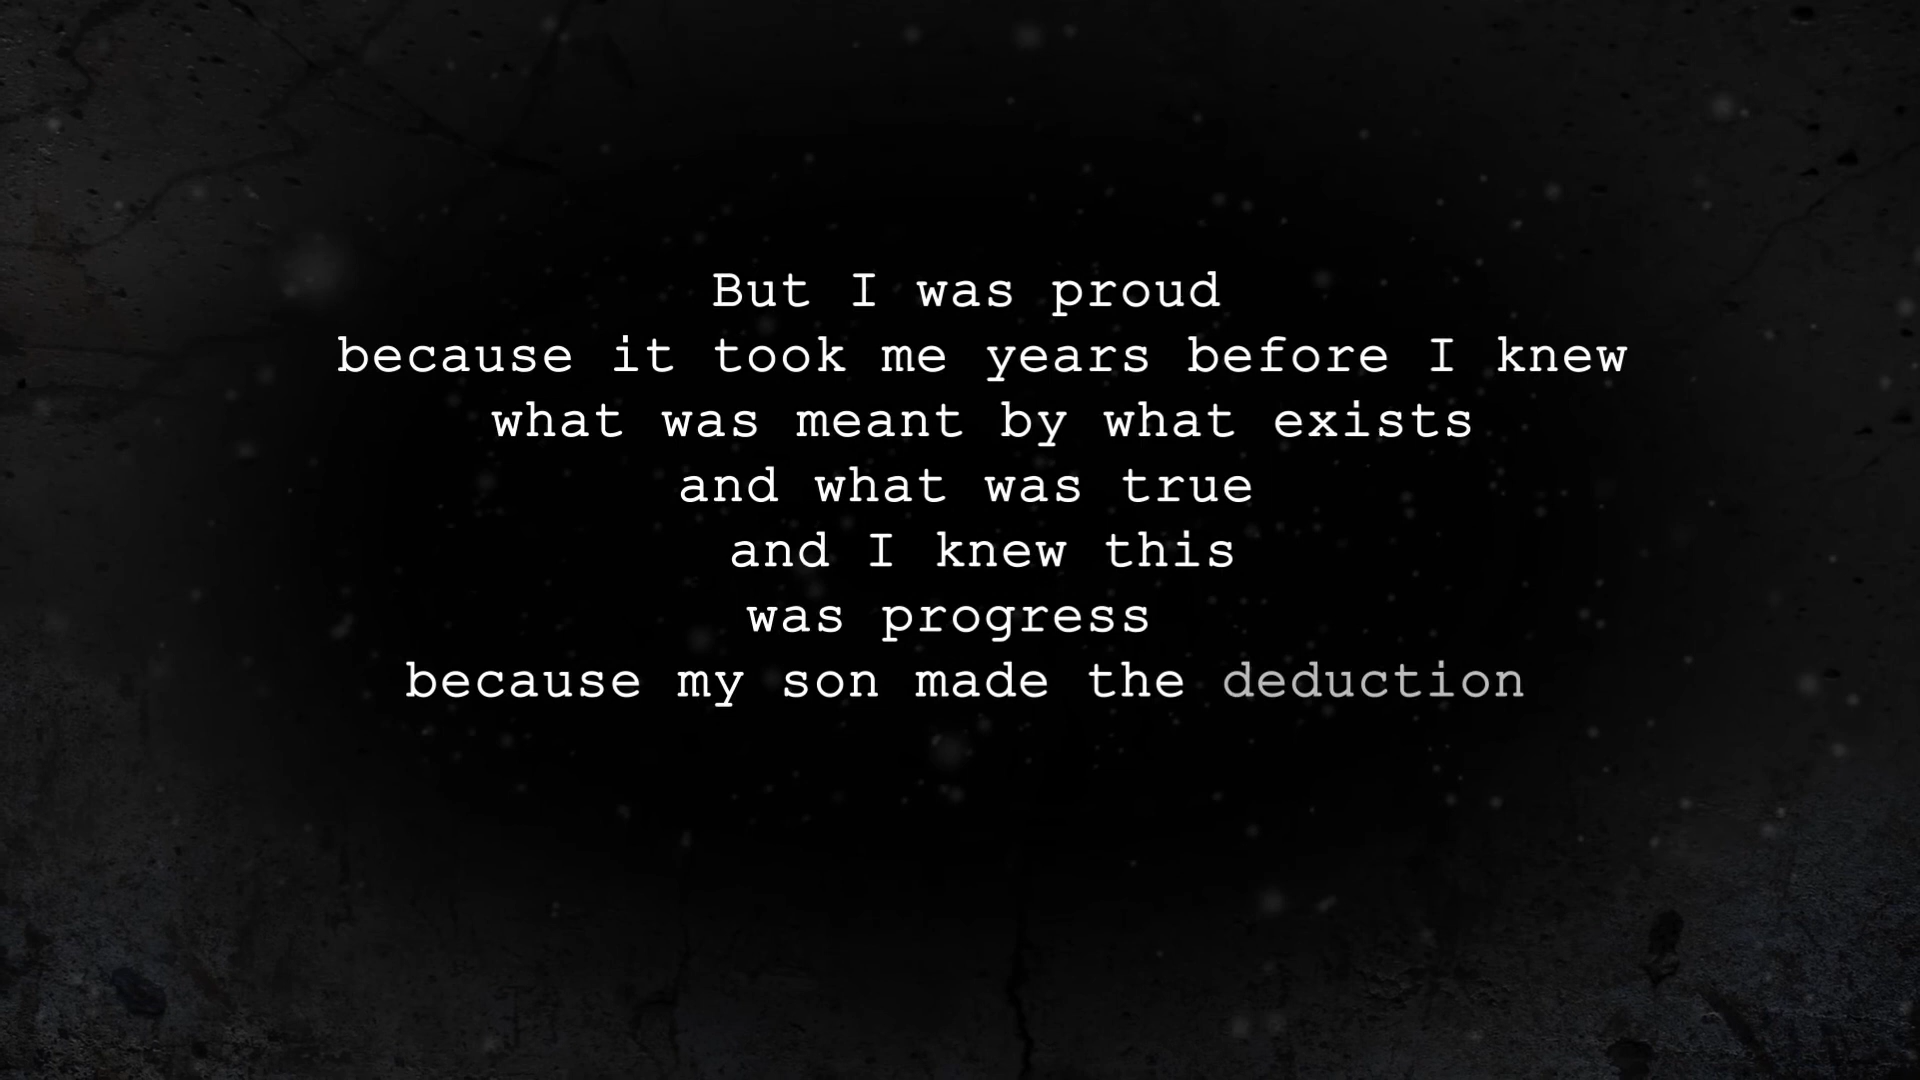 But I was proud
because it took me years before I knew
what was meant by what exists
and what was true
and I knew this
was progress
because my son made the deduction